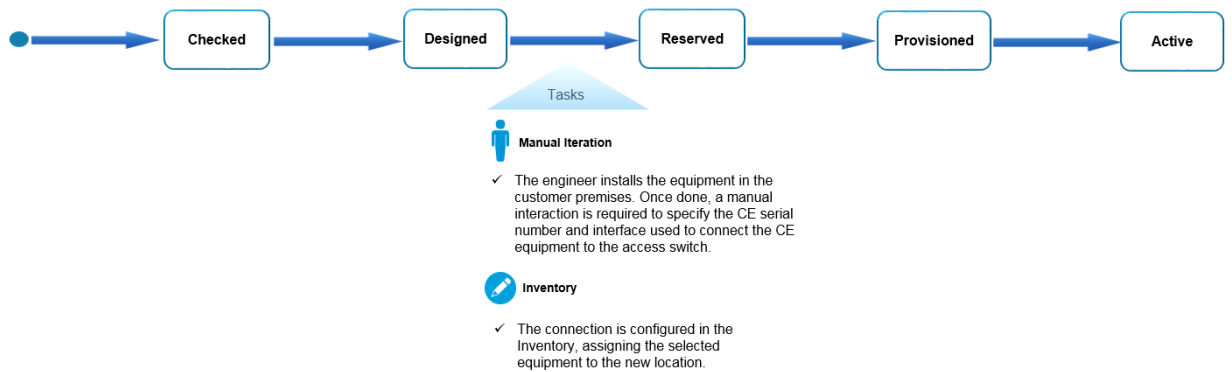 Checked
Designed
Reserved
Provisioned
Active
Tasks
Manual Iteration
✓ The engineer installs the equipment in the
customer premises. Once done, a manual
interaction is required to specify the CE serial
number and interface used to connect the CE
equipment to the access switch.
Inventory
✓ The connection is configured in the
Inventory, assigning the selected
equipment to the new location.